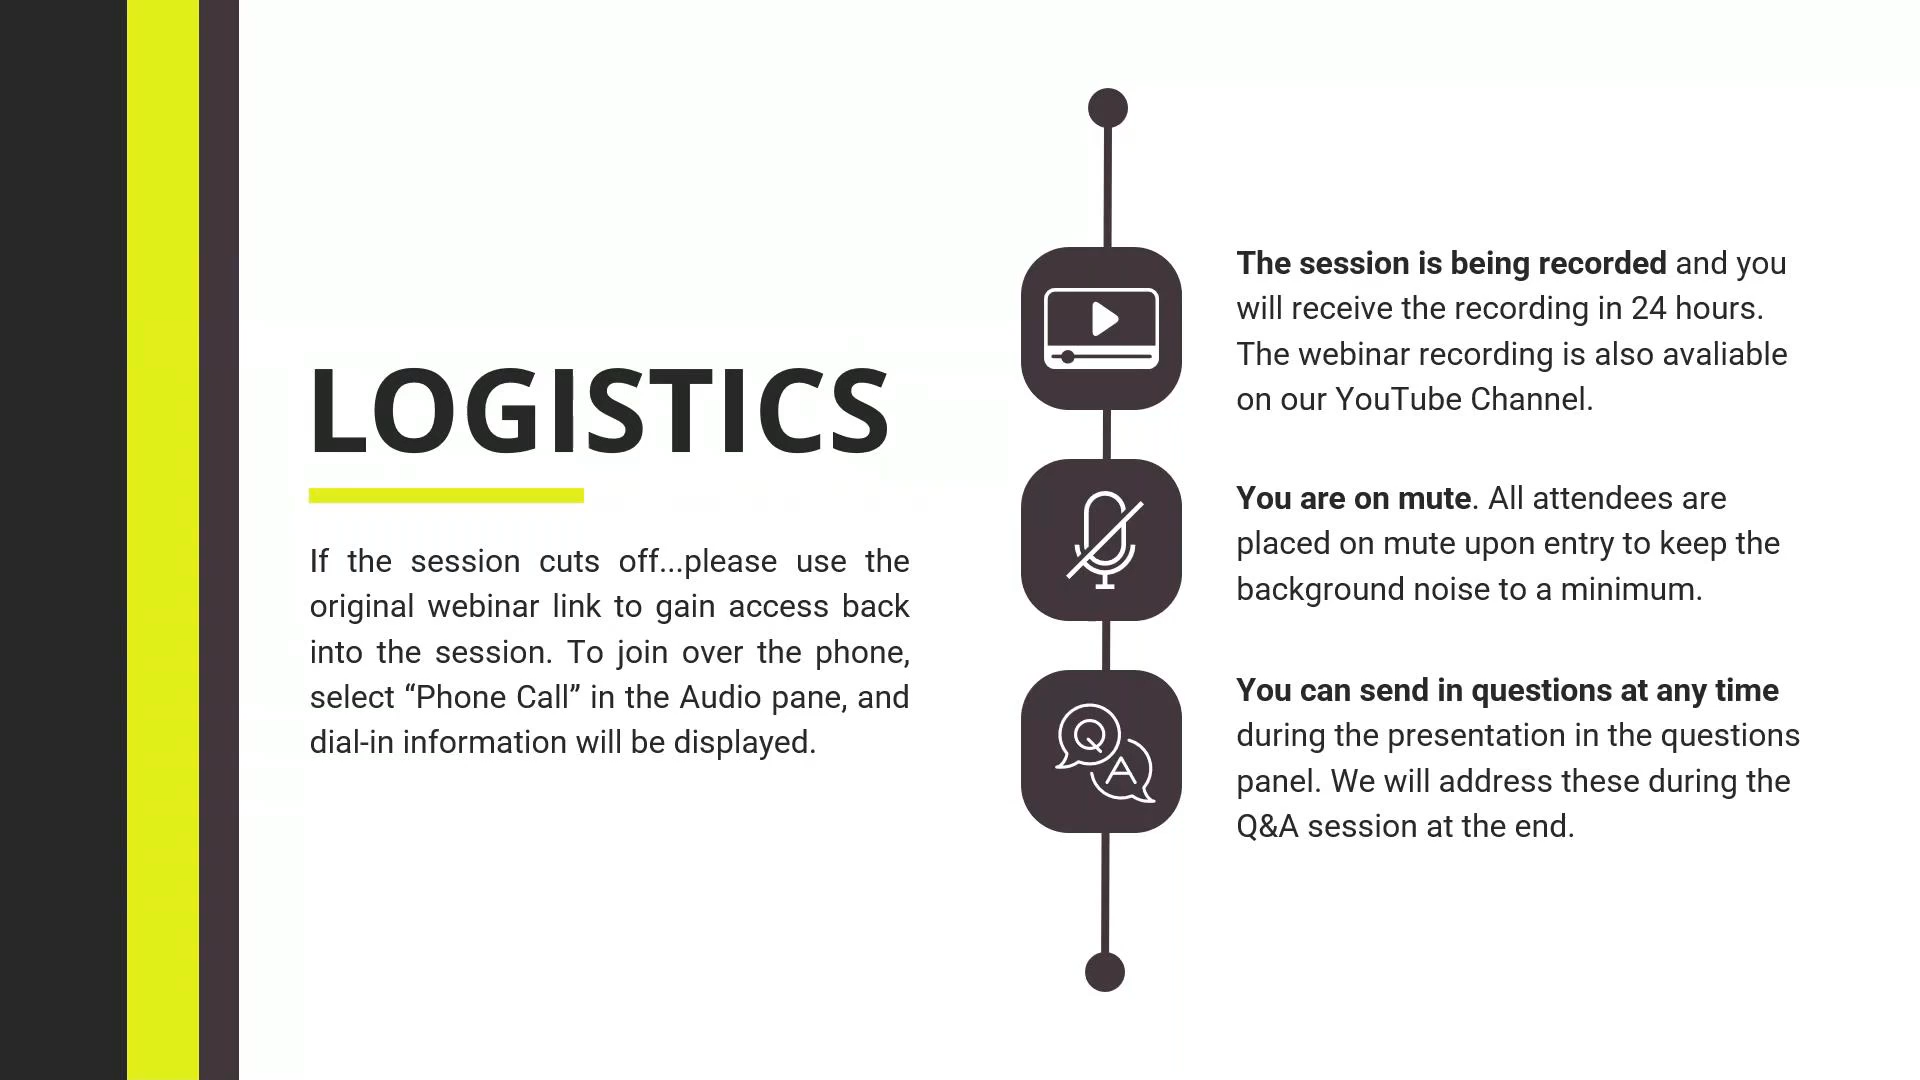 LOGISTICS
If the session cuts off...please use the
original webinar link to gain access back
into the session. To join over the phone,
select “Phone Call” in the Audio pane, and
dial-in information will be displayed.
The session is being recorded and you
will receive the recording in 24 hours.
The webinar recording is also avaliable
on our YouTube Channel.
You are on mute. All attendees are
placed on mute upon entry to keep the
background noise to a minimum.
Q
A
You can send in questions at any time
during the presentation in the questions
panel. We will address these during the
Q&A session at the end.